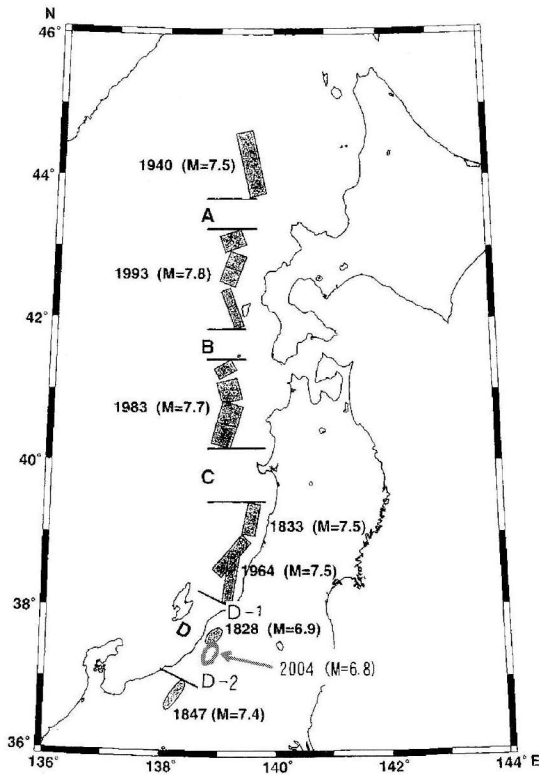 N
46°
1940 (M=7.5)
44°
A
1993 (M=7.8)
42°
B
1983 (M=7.7)
40°
C
1833 (M=7.5)
1964 (M=7.5)
38°
D-1
D
1828 (M=6.9)
2004 (M=6.8)
D-2
1847 (M=7.4)
36°
136° 138° 140° 142° 144° E